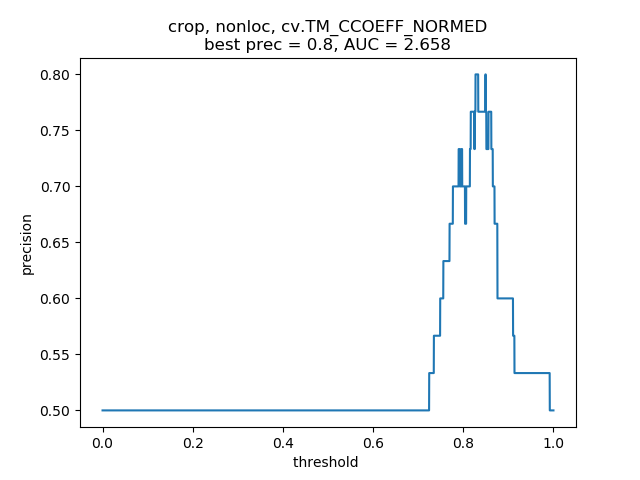 crop, nonloc, cv.TM_CCOEFF_NORMED
best prec = 0.8, AUC = 2.658
0.80
0.75
0.70
0.65
0.60
0.55
0.50
precision
0.0 0.2 0.4 0.6 0.8 1.0
threshold